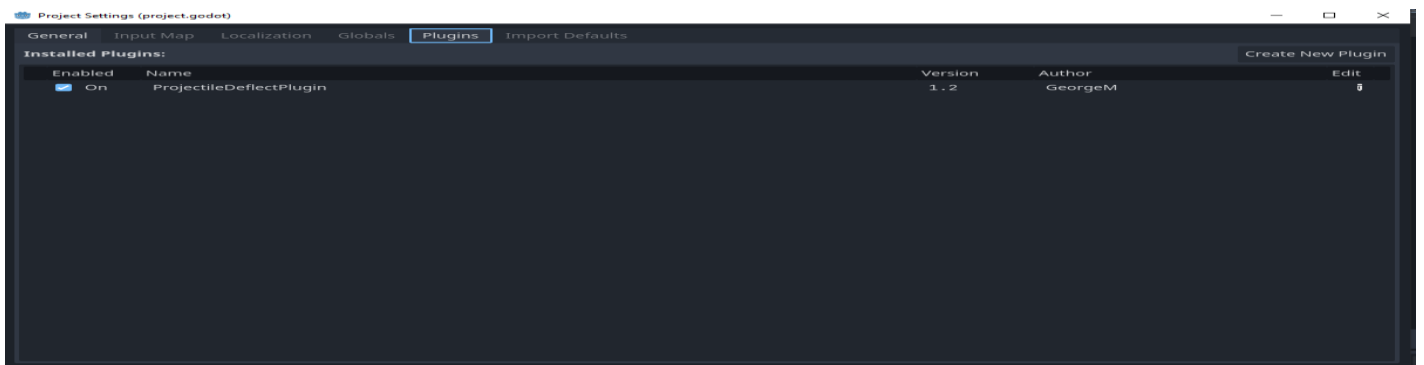 Project Settings (project.godot)
General Input Map Localization Globals Plugins Import Defaults
Installed Plugins: Create New Plugin
Enabled Name Version Author Edit
On ProjectileDeflectPlugin 1.2 GeorgeM